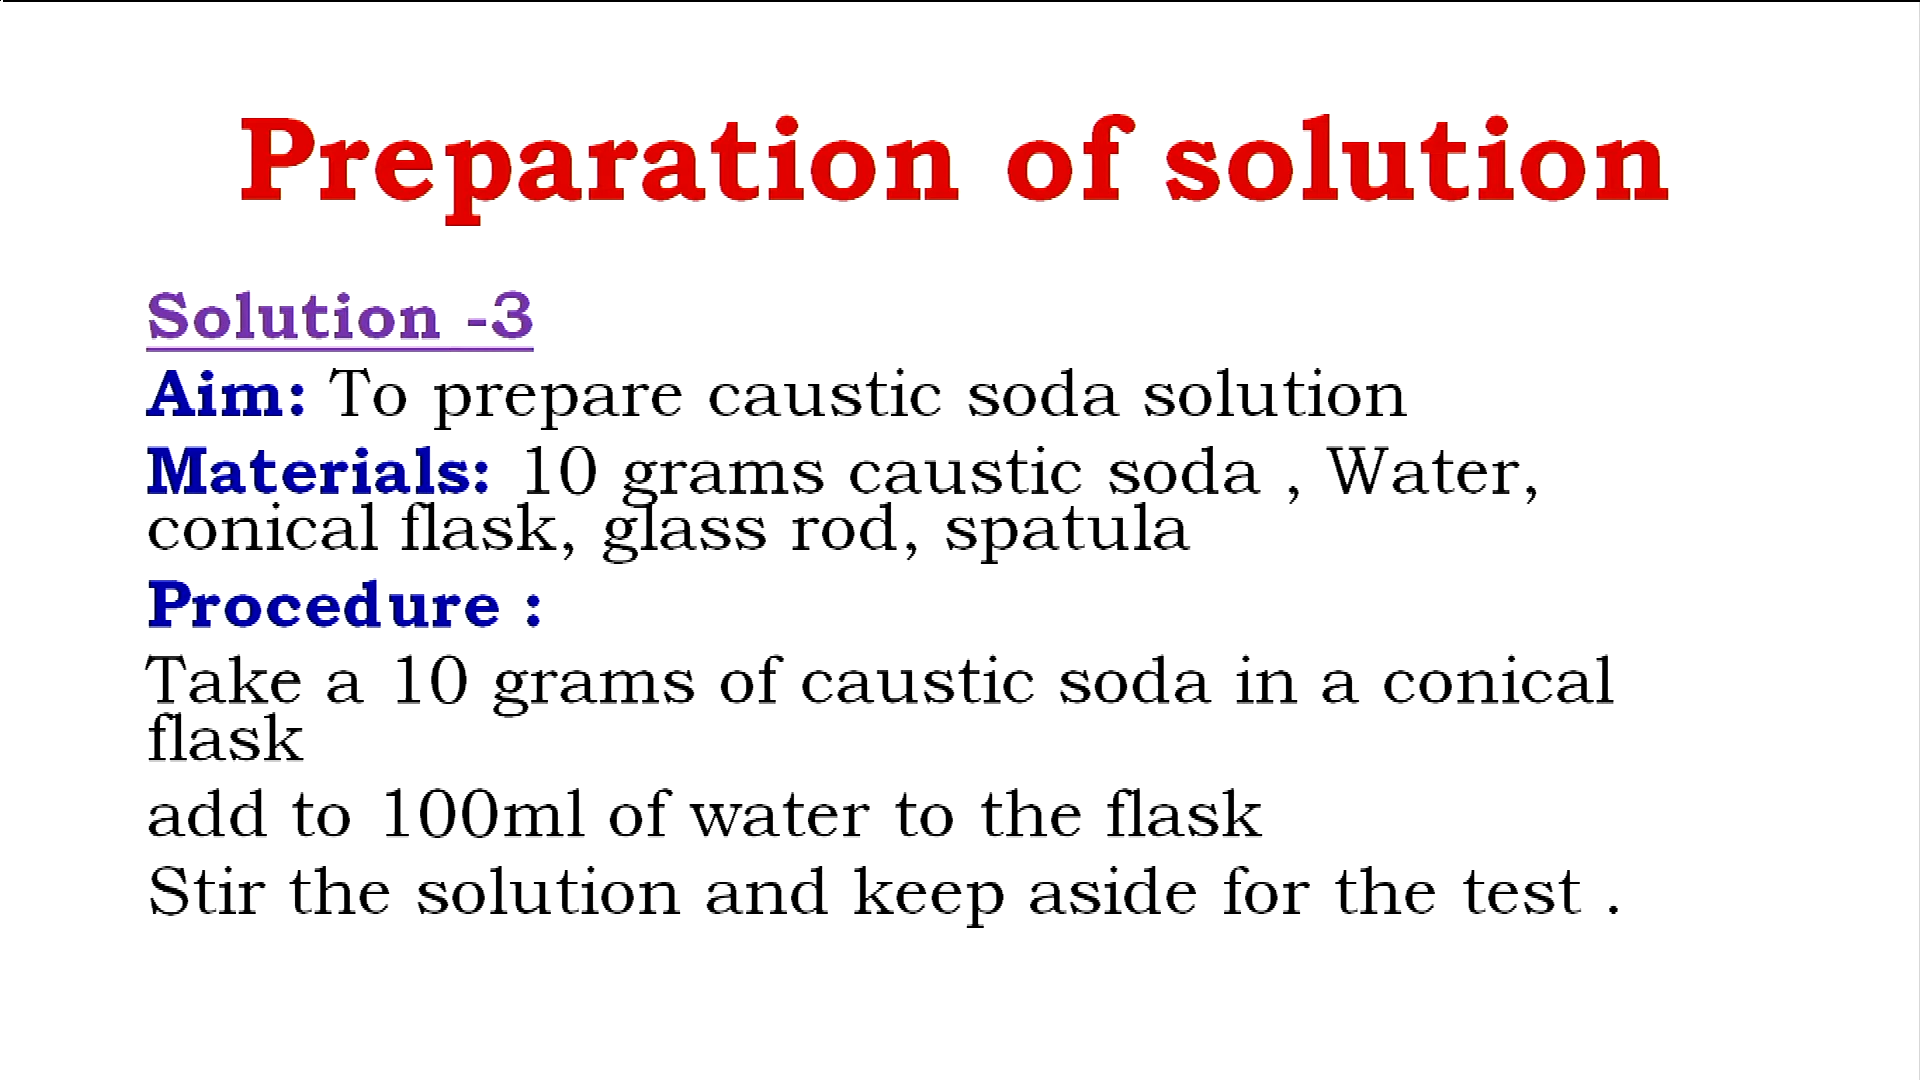 Preparation of solution
Solution -3
Aim: To prepare caustic soda solution
Materials: 10 grams caustic soda , Water,
conical flask, glass rod, spatula
Procedure :
Take a 10 grams of caustic soda in a conical
flask
add to 100ml of water to the flask
Stir the solution and keep aside for the test .